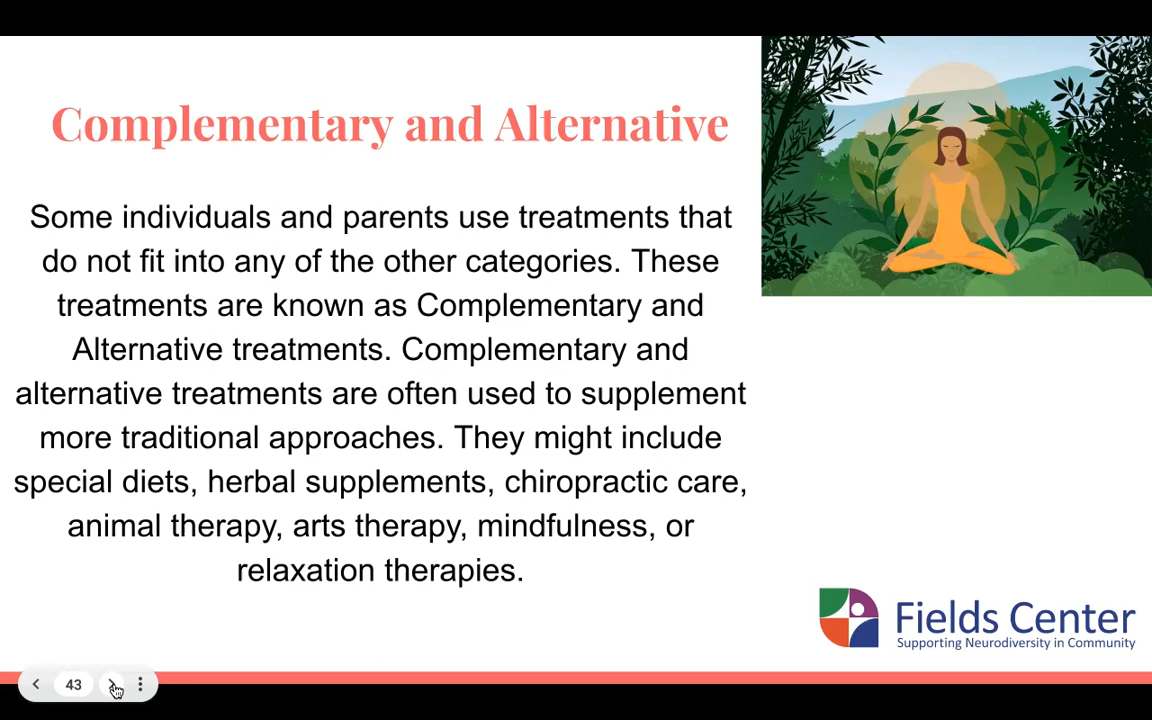 Complementary and Alternative
Some individuals and parents use treatments that
do not fit into any of the other categories. These
treatments are known as Complementary and
Alternative treatments. Complementary and
alternative treatments are often used to supplement
more traditional approaches. They might include
special diets, herbal supplements, chiropractic care,
animal therapy, arts therapy, mindfulness, or
relaxation therapies.
Fields Center
Supporting Neurodiversity in Community
43